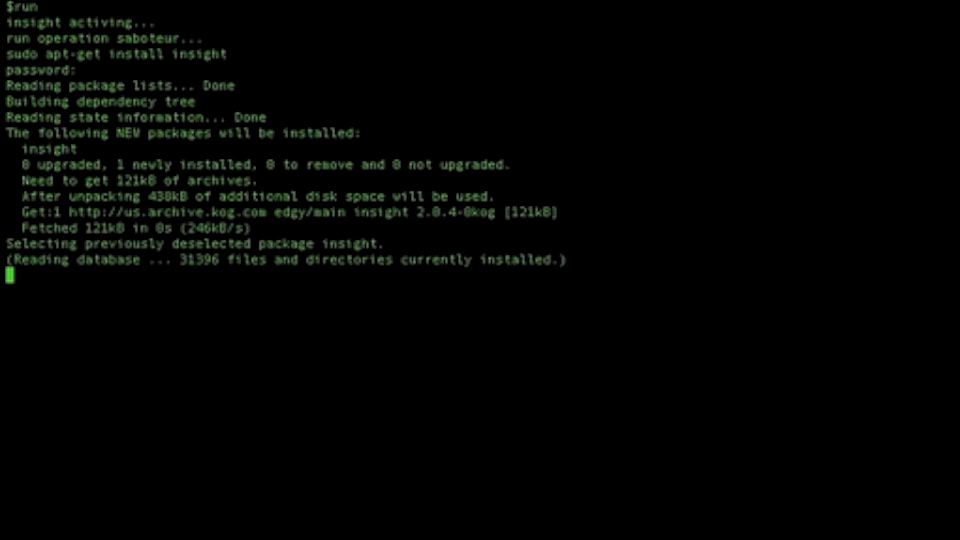 $run
insight activing...
run operation saboteur...
sudo apt-get install insight
password:
Reading package lists... Done
Building dependency tree
Reading state information... Done
The following NEW packages will be installed:
insight
0 upgraded, 1 newly installed, 0 to remove and 0 not upgraded.
Need to get 121kB of archives.
After unpacking 438kB of additional disk space will be used.
Get:1 http://us.archive.kog.com edgy/main insight 2.0.4-0kog [121kB]
Fetched 121kB in 0s (246kB/s)
Selecting previously deselected package insight.
(Reading database ... 31396 files and directories currently installed.)